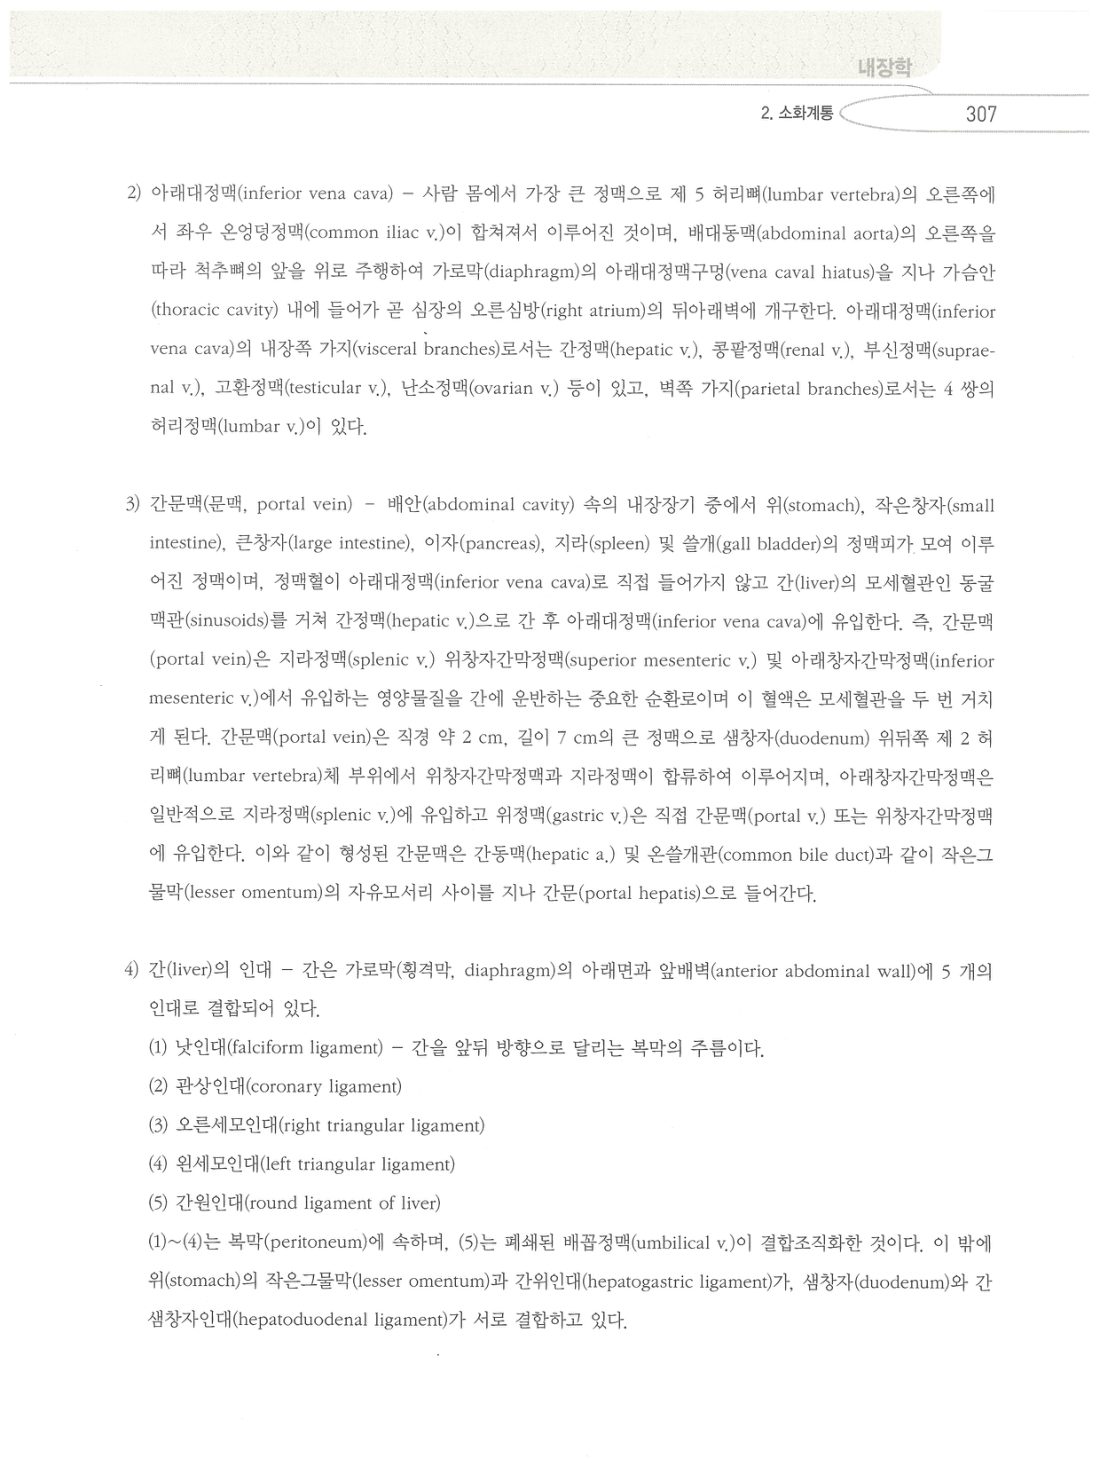 내장학
2. 소화계통
307
2) 아래대정맥(inferior vena cava) – 사람 몸에서 가장 큰 정맥으로 제 5 허리뼈(lumbar vertebra)의 오른쪽에
서 좌우 온엉덩정맥(common iliac v.)이 합쳐져서 이루어진 것이며, 배대동맥(abdominal aorta)의 오른쪽을
따라 척추뼈의 앞을 위로 주행하여 가로막(diaphragm)의 아래대정맥구멍(vena caval hiatus)을 지나 가슴안
(thoracic cavity) 내에 들어가 곧 심장의 오른심방(right atrium)의 뒤아래벽에 개구한다. 아래대정맥(inferior
vena cava)의 내장쪽 가지(visceral branches)로서는 간정맥(hepatic v.), 콩팥정맥(renal v.), 부신정맥(suprae-
nal v.), 고환정맥(testicular v.), 난소정맥(ovarian v.) 등이 있고, 벽쪽 가지(parietal branches)로서는 4 쌍의
허리정맥(lumbar v.)이 있다.
3) 간문맥(문맥, portal vein) – 배안(abdominal cavity) 속의 내장장기 중에서 위(stomach), 작은창자(small
intestine), 큰창자(large intestine), 이자(pancreas), 지라(spleen) 및 쓸개(gall bladder)의 정맥피가 모여 이루
어진 정맥이며, 정맥혈이 아래대정맥(inferior vena cava)로 직접 들어가지 않고 간(liver)의 모세혈관인 동굴
맥관(sinusoids)를 거쳐 간정맥(hepatic v.)으로 간 후 아래대정맥(inferior vena cava)에 유입한다. 즉, 간문맥
(portal vein)은 지라정맥(splenic v.) 위창자간막정맥(superior mesenteric v.) 및 아래창자간막정맥(inferior
mesenteric v.)에서 유입하는 영양물질을 간에 운반하는 중요한 순환로이며 이 혈액은 모세혈관을 두 번 거치
게 된다. 간문맥(portal vein)은 직경 약 2 cm, 길이 7 cm의 큰 정맥으로 샘창자(duodenum) 위뒤쪽 제 2 허
리뼈(lumbar vertebra)체 부위에서 위창자간막정맥과 지라정맥이 합류하여 이루어지며, 아래창자간막정맥은
일반적으로 지라정맥(splenic v.)에 유입하고 위정맥(gastric v.)은 직접 간문맥(portal v.) 또는 위창자간막정맥
에 유입한다. 이와 같이 형성된 간문맥은 간동맥(hepatic a.) 및 온쓸개관(common bile duct)과 같이 작은그
물막(lesser omentum)의 자유모서리 사이를 지나 간문(portal hepatis)으로 들어간다.
4) 간(liver)의 인대 – 간은 가로막(횡격막, diaphragm)의 아래면과 앞배벽(anterior abdominal wall)에 5 개의
인대로 결합되어 있다.
(1) 낫인대(falciform ligament) – 간을 앞뒤 방향으로 달리는 복막의 주름이다.
(2) 관상인대(coronary ligament)
(3) 오른세모인대(right triangular ligament)
(4) 왼세모인대(left triangular ligament)
(5) 간원인대(round ligament of liver)
(1)~(4)는 복막(peritoneum)에 속하며, (5)는 폐쇄된 배꼽정맥(umbilical v.)이 결합조직화한 것이다. 이 밖에
위(stomach)의 작은그물막(lesser omentum)과 간위인대(hepatogastric ligament)가, 샘창자(duodenum)와 간
샘창자인대(hepatoduodenal ligament)가 서로 결합하고 있다.